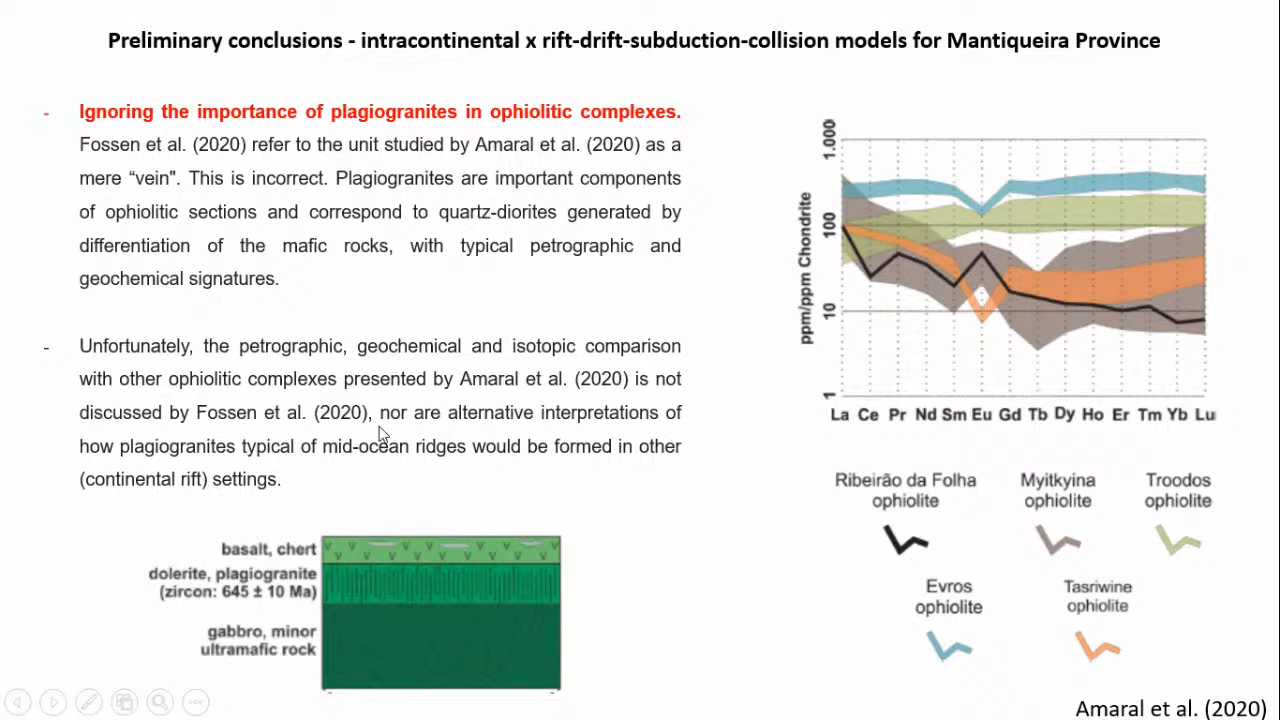 Preliminary conclusions - intracontinental x rift-drift-subduction-collision models for Mantiqueira Province
- Ignoring the importance of plagiogranites in ophiolitic complexes.
Fossen et al. (2020) refer to the unit studied by Amaral et al. (2020) as a
mere “vein". This is incorrect. Plagiogranites are important components
of ophiolitic sections and correspond to quartz-diorites generated by
differentiation of the mafic rocks, with typical petrographic and
geochemical signatures.
- Unfortunately, the petrographic, geochemical and isotopic comparison
with other ophiolitic complexes presented by Amaral et al. (2020) is not
discussed by Fossen et al. (2020), nor are alternative interpretations of
how plagiogranites typical of mid-ocean ridges would be formed in other
(continental rift) settings.
basalt, chert
dolerite, plagiogranite
(zircon: 645 ± 10 Ma)
gabbro, minor
ultramafic rock
ppm/ppm Chondrite
1.000
100
10
1
La Ce Pr Nd Sm Eu Gd Tb Dy Ho Er Tm Yb Lu
Ribeirão da Folha
ophiolite
Myitkyina
ophiolite
Troodos
ophiolite
Evros
ophiolite
Tasriwine
ophiolite
Amaral et al. (2020)